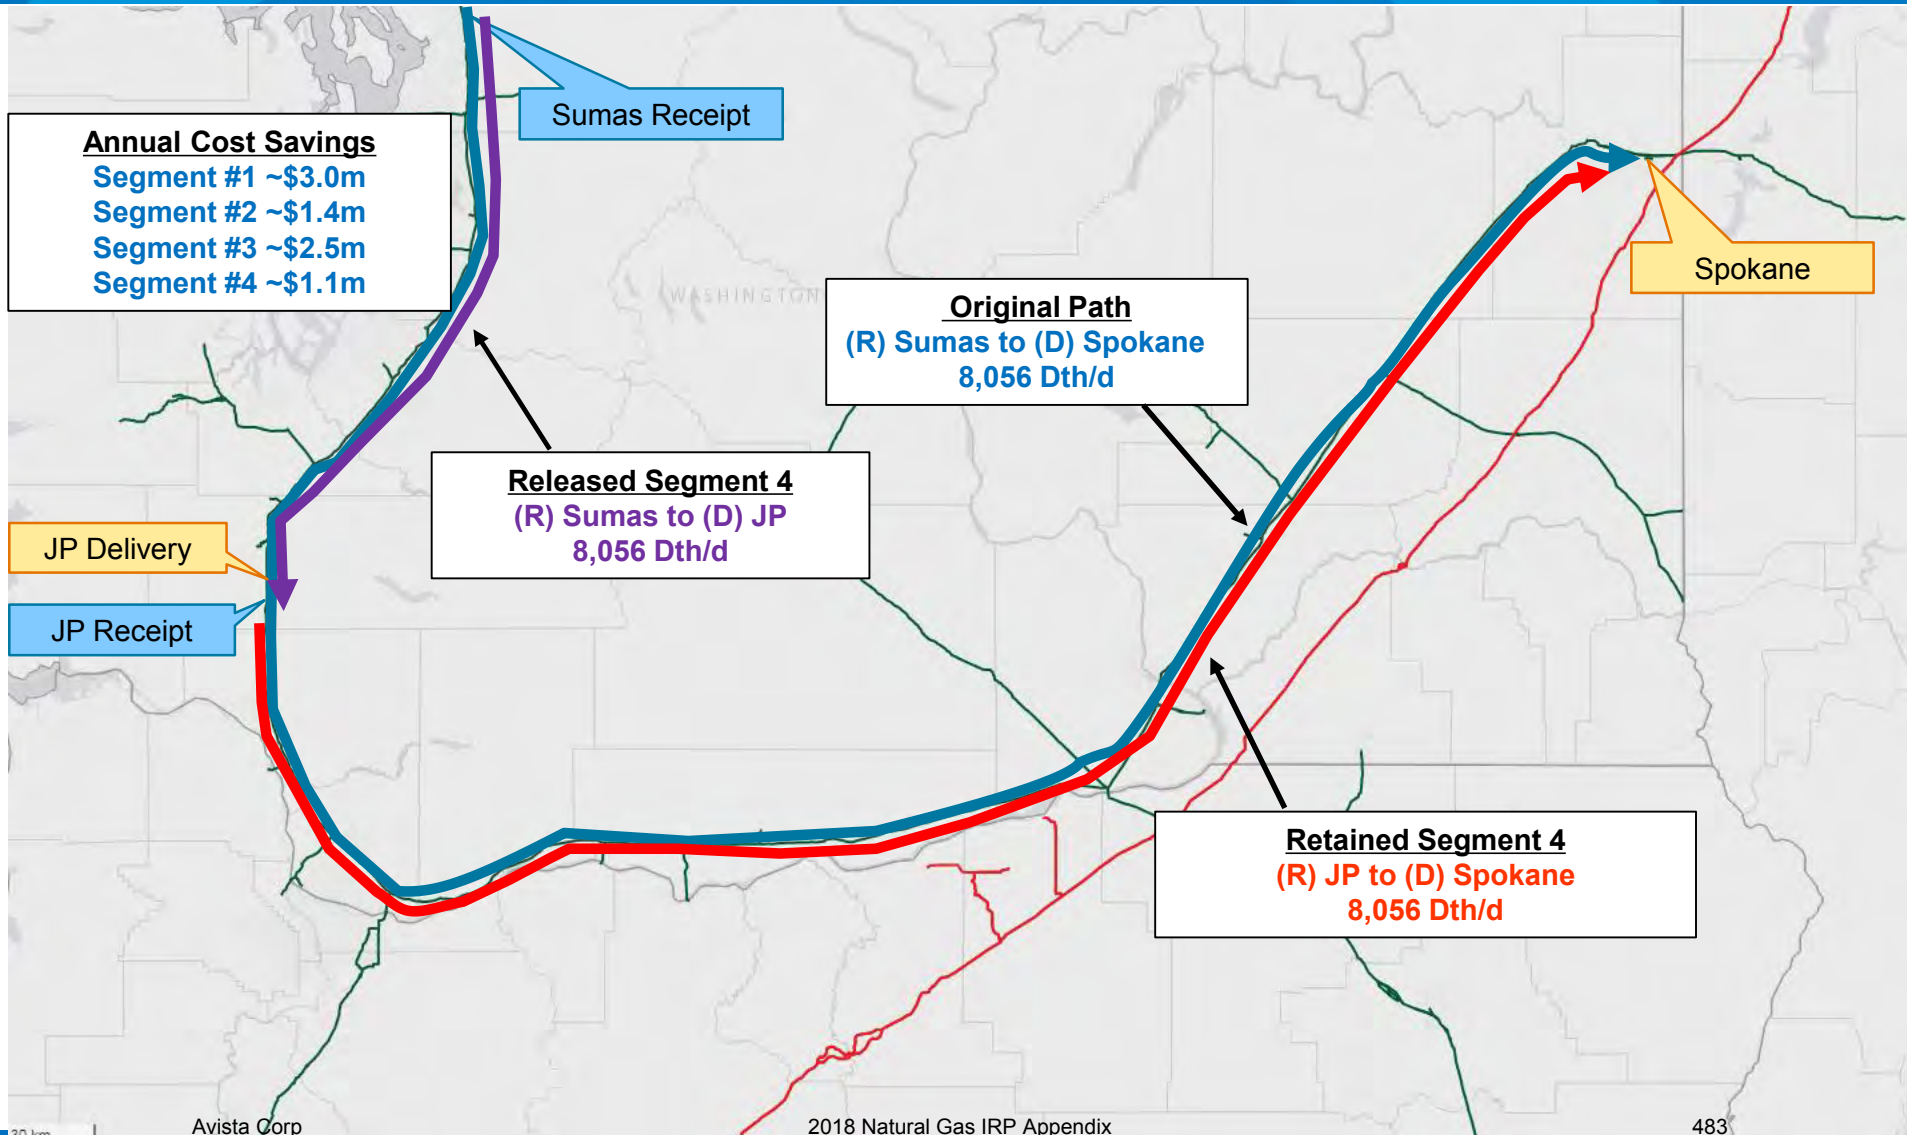 Sumas Receipt
Annual Cost Savings
Segment #1 ~$3.0m
Segment #2 ~$1.4m
Segment #3 ~$2.5m
Segment #4 ~$1.1m
Spokane
WASHINGTON
Original Path
(R) Sumas to (D) Spokane
8,056 Dth/d
Released Segment 4
(R) Sumas to (D) JP
8,056 Dth/d
JP Delivery
JP Receipt
Retained Segment 4
(R) JP to (D) Spokane
8,056 Dth/d
Avista Corp
2018 Natural Gas IRP Appendix
483